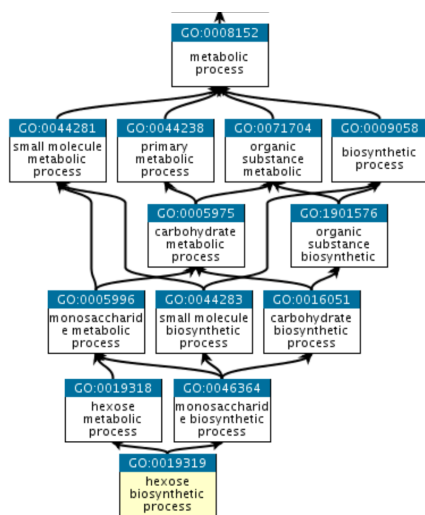 GO:0008152
metabolic
process
GO:0044281
small molecule
metabolic
process
GO:0044238
primary
metabolic
process
GO:0071704
organic
substance
metabolic
GO:0009058
biosynthetic
process
GO:0005975
carbohydrate
metabolic
process
GO:1901576
organic
substance
biosynthetic
GO:0005996
monosaccharid
e metabolic
process
GO:0044283
small molecule
biosynthetic
process
GO:0016051
carbohydrate
biosynthetic
process
GO:0019318
hexose
metabolic
process
GO:0046364
monosaccharid
e biosynthetic
process
GO:0019319
hexose
biosynthetic
process